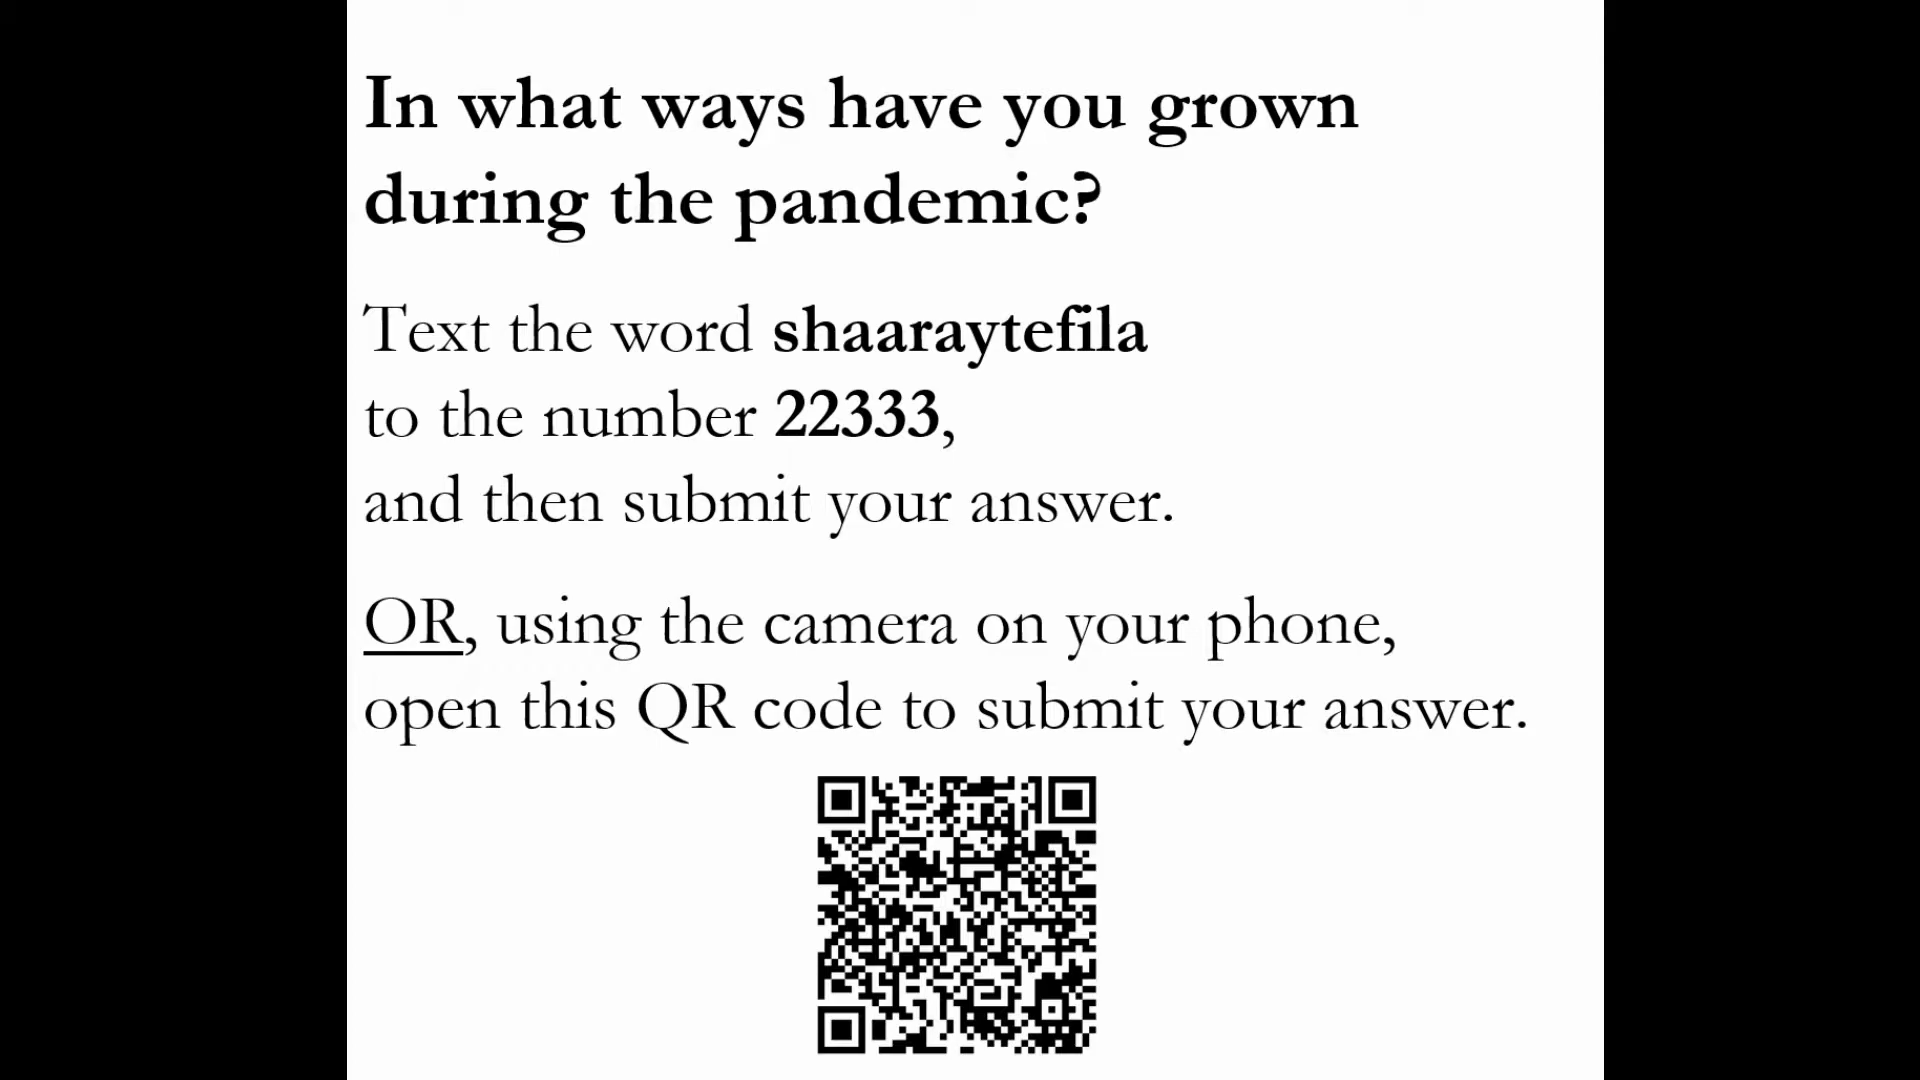 In what ways have you grown
during the pandemic?
Text the word shaaraytefila
to the number 22333,
and then submit your answer.
OR, using the camera on your phone,
open this QR code to submit your answer.